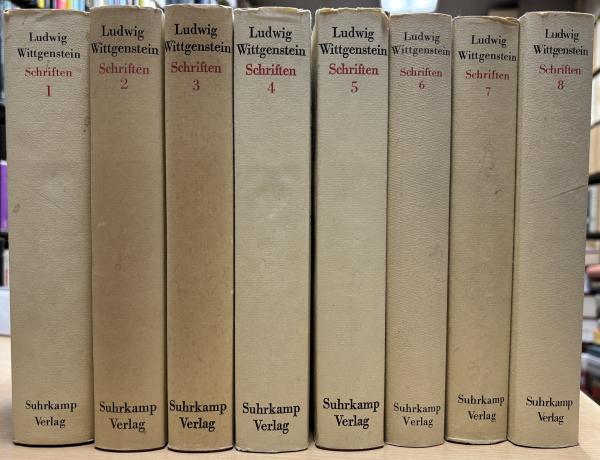 Ludwig
Wittgenstein
Schriften
1
Suhrkamp
Verlag
Ludwig
Wittgenstein
Schriften
2
Suhrkamp
Verlag
Ludwig
Wittgenstein
Schriften
3
Suhrkamp
Verlag
Ludwig
Wittgenstein
Schriften
4
Suhrkamp
Verlag
Ludwig
Wittgenstein
Schriften
5
Suhrkamp
Verlag
Ludwig
Wittgenstein
Schriften
6
Suhrkamp
Verlag
Ludwig
Wittgenstein
Schriften
7
Suhrkamp
Verlag
Ludwig
Wittgenstein
Schriften
8
Suhrkamp
Verlag